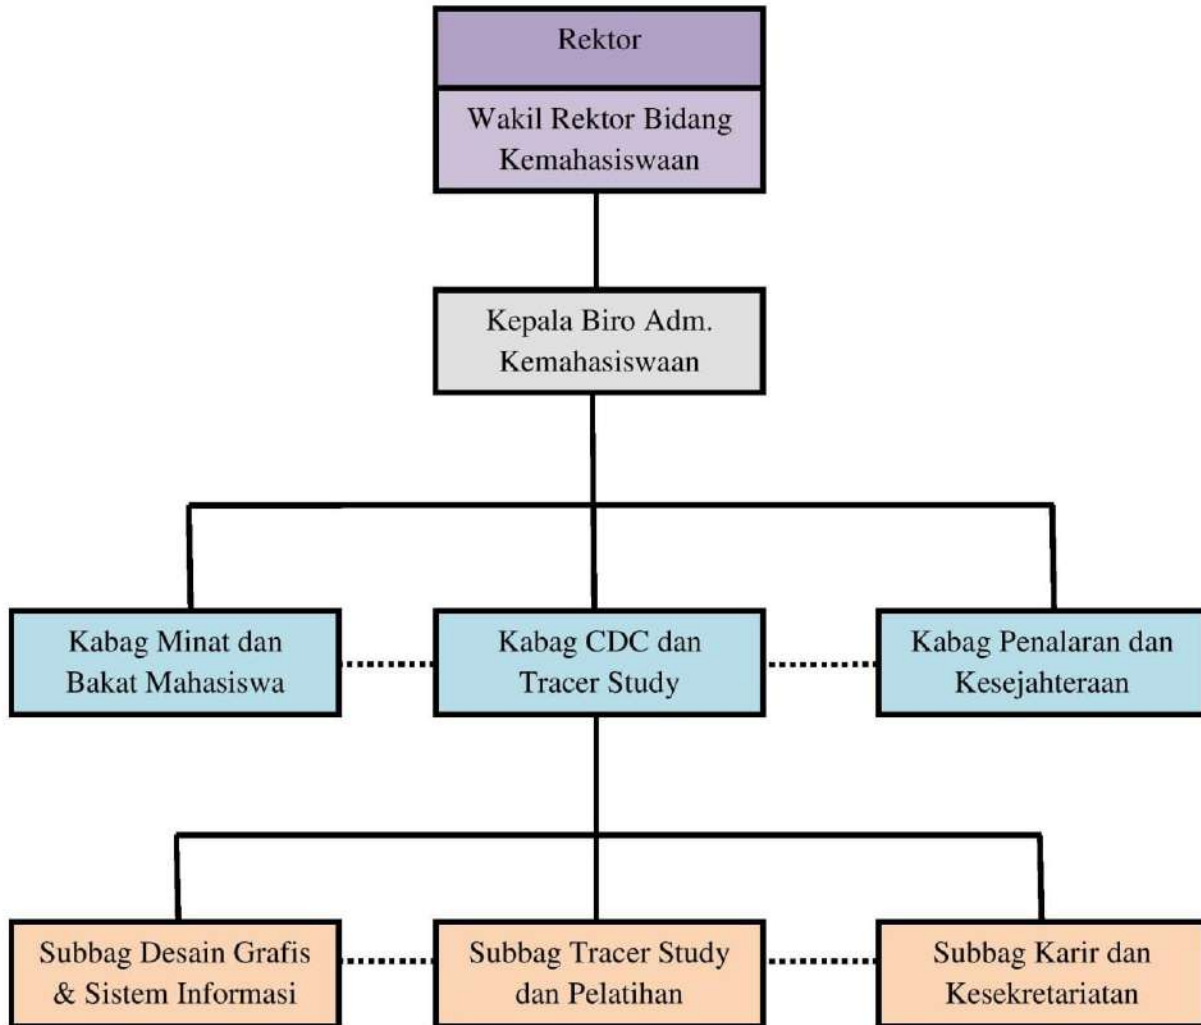 Rektor
Wakil Rektor Bidang
Kemahasiswaan
Kepala Biro Adm.
Kemahasiswaan
Kabag Minat dan
Bakat Mahasiswa
Kabag CDC dan
Tracer Study
Kabag Penalaran dan
Kesejahteraan
Subbag Desain Grafis
& Sistem Informasi
Subbag Tracer Study
dan Pelatihan
Subbag Karir dan
Kesekretariatan